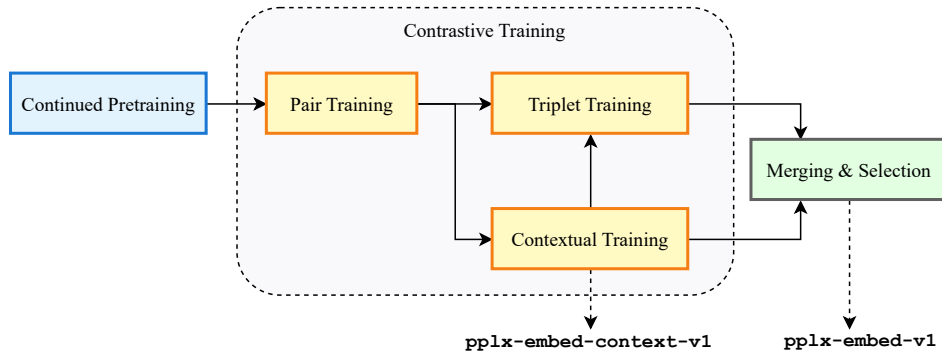 Contrastive Training
Continued Pretraining
Pair Training
Triplet Training
Merging & Selection
Contextual Training
pplx-embed-context-v1
pplx-embed-v1